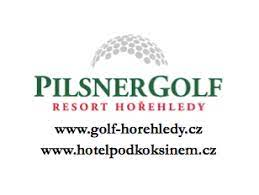 PILSNERGOLF
RESORT HOŘEHLEDY
www.golf-horehledy.cz
www.hotelpodkoksinem.cz